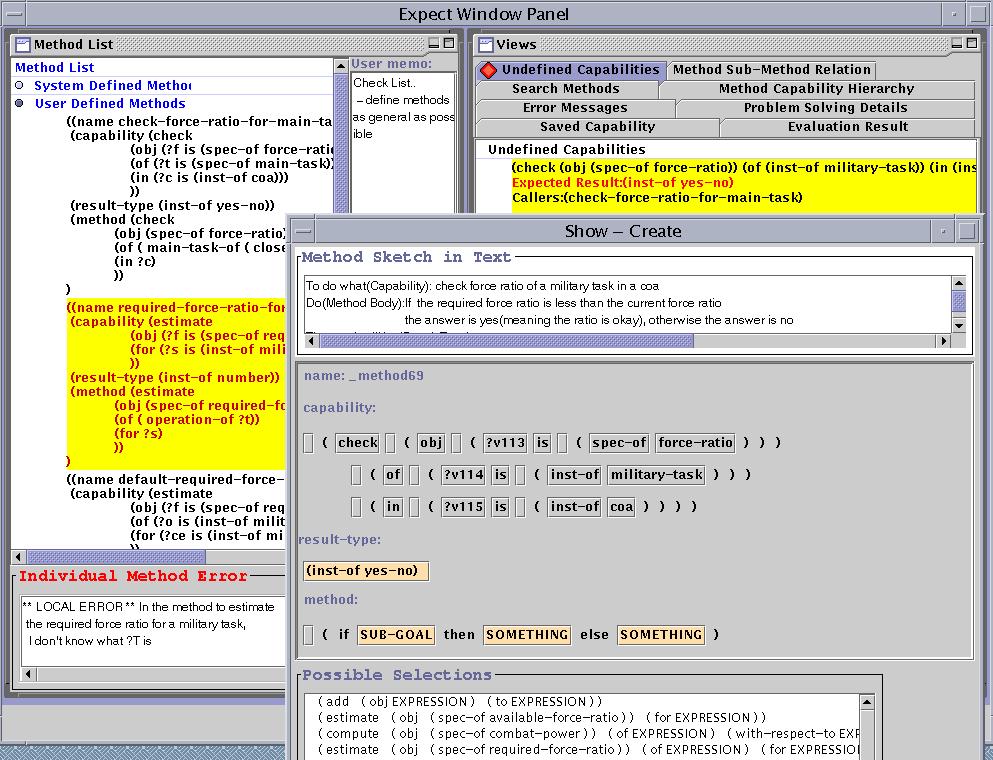 Expect Window Panel
Method List
Method List
System Defined Method
User Defined Methods
((name check-force-ratio-for-main-ta
(capability (check
(obj (?f is (spec-of force-ratio
(of (?t is (spec-of main-task))
(in (?c is (inst-of coa)))
))
(result-type (inst-of yes-no))
(method (check
(obj (spec-of force-ratio)
(of ( main-task-of ( close
(in ?c)
))
)
((name required-force-ratio-for
(capability (estimate
(obj (?f is (spec-of req
(for (?s is (inst-of mili
))
(result-type (inst-of number))
(method (estimate
(obj (spec-of required-fo
(of ( operation-of ?t))
(for ?s)
))
)
((name default-required-force-
(capability (estimate
(obj (?f is (spec-of req
(of (?o is (inst-of milit
(for (?ce is (inst-of mi
))
User memo:
Check List..
– define methods
as general as poss
ible
Individual Method Error
** LOCAL ERROR ** In the method to estimate
the required force ratio for a military task,
I don't know what ?T is
Views
Undefined Capabilities
Method Sub-Method Relation
Search Methods
Method Capability Hierarchy
Error Messages
Problem Solving Details
Saved Capability
Evaluation Result
Undefined Capabilities
(check (obj (spec-of force-ratio)) (of (inst-of military-task)) (in (ins
Expected Result:(inst-of yes-no)
Callers:(check-force-ratio-for-main-task)
Show – Create
Method Sketch in Text
To do what(Capability): check force ratio of a military task in a coa
Do(Method Body):If the required force ratio is less than the current force ratio
the answer is yes(meaning the ratio is okay), otherwise the answer is no
name: _method69
capability:
( check ( obj ( ?v113 is ( spec-of force-ratio ) ) )
( of ( ?v114 is ( inst-of military-task ) ) )
( in ( ?v115 is ( inst-of coa ) ) ) )
result-type:
(inst-of yes-no)
method:
( if SUB-GOAL then SOMETHING else SOMETHING )
Possible Selections
( add ( obj EXPRESSION ) ( to EXPRESSION ) )
( estimate ( obj ( spec-of available-force-ratio ) ) ( for EXPRESSION ) )
( compute ( obj ( spec-of combat-power ) ) ( of EXPRESSION ) ( with-respect-to EXP
( estimate ( obj ( spec-of required-force-ratio ) ) ( of EXPRESSION ) ( for EXPRESSION